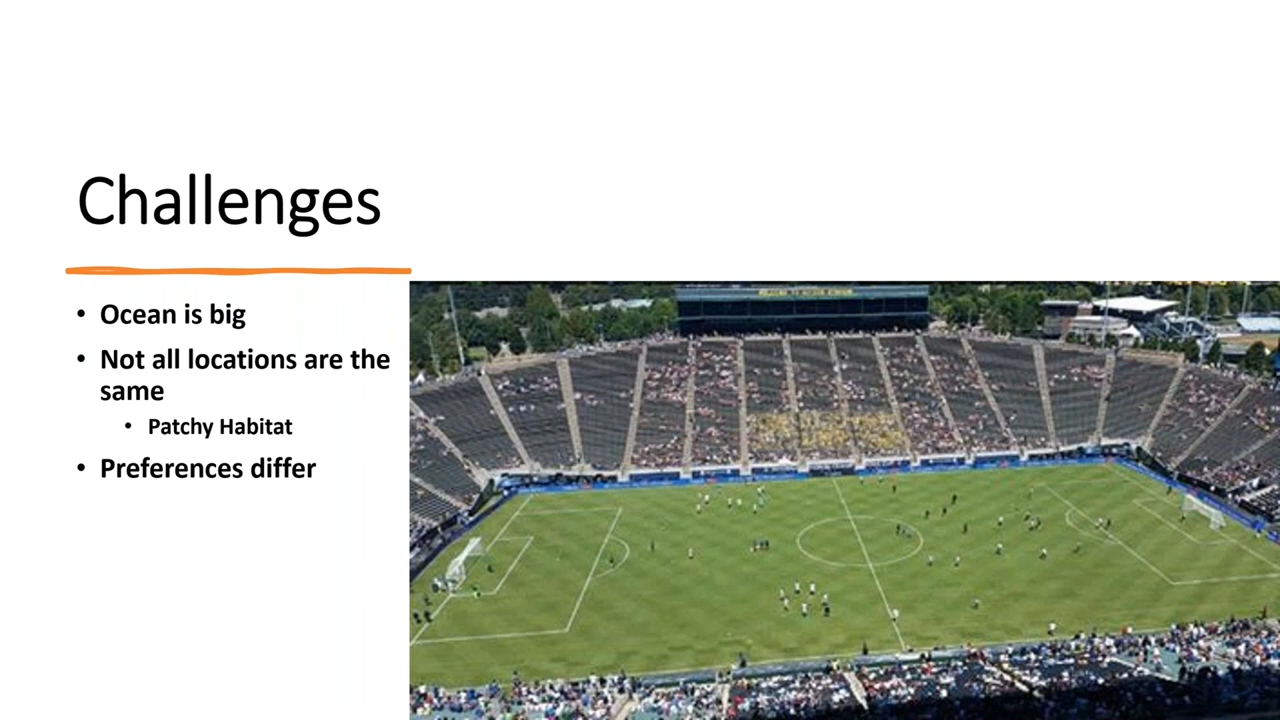 Challenges
• Ocean is big
• Not all locations are the
same
• Patchy Habitat
• Preferences differ